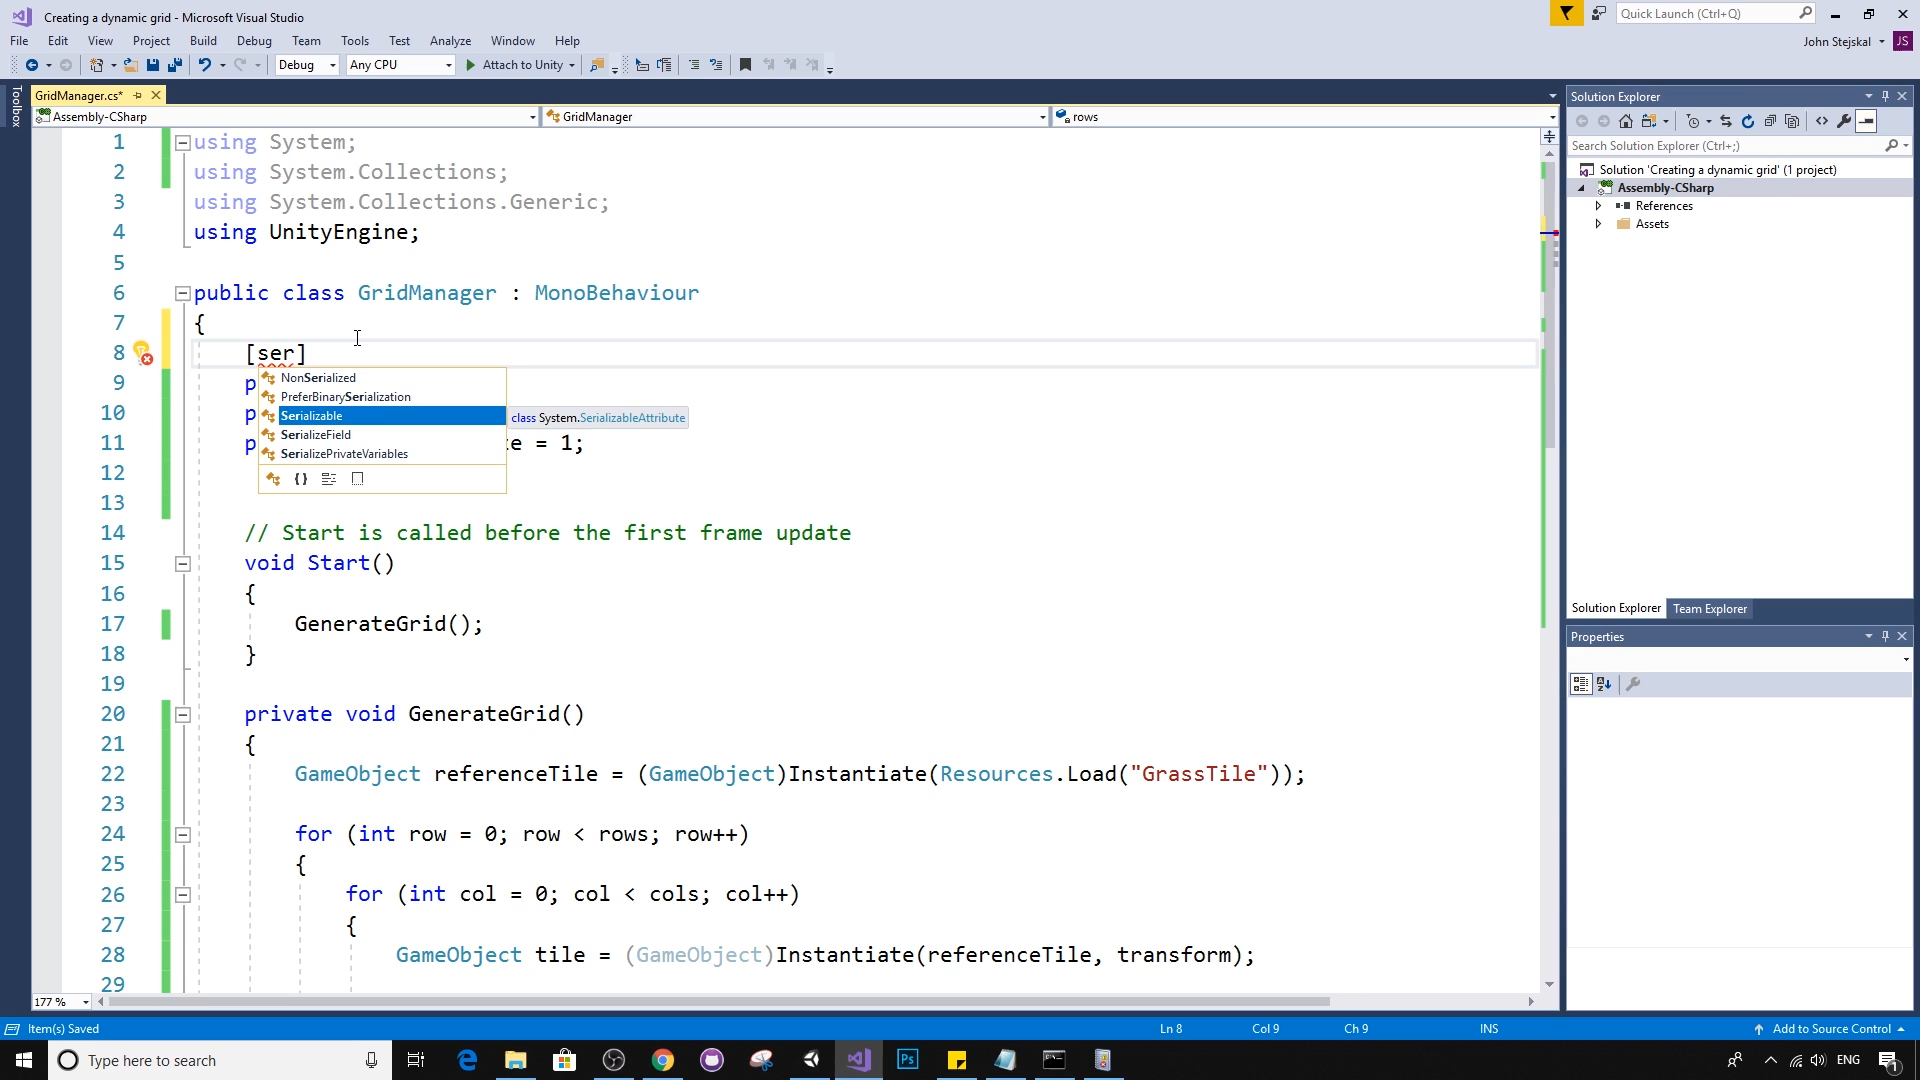 Creating a dynamic grid - Microsoft Visual Studio
Quick Launch (Ctrl+Q)
File Edit View Project Build Debug Team Tools Test Analyze Window Help
John Stejskal JS
Debug Any CPU Attach to Unity
Toolbox
GridManager.cs*
Assembly-CSharp GridManager rows
1 using System;
2 using System.Collections;
3 using System.Collections.Generic;
4 using UnityEngine;
5
6 public class GridManager : MonoBehaviour
7 {
8 [ser]
NonSerialized
9 p
PreferBinarySerialization
10 p
Serializable class System.SerializableAttribute
SerializeField
11 p e = 1;
SerializePrivateVariables
12 {}
13
14 // Start is called before the first frame update
15 void Start()
16 {
17 GenerateGrid();
18 }
19
20 private void GenerateGrid()
21 {
22 GameObject referenceTile = (GameObject)Instantiate(Resources.Load("GrassTile"));
23
24 for (int row = 0; row < rows; row++)
25 {
26 for (int col = 0; col < cols; col++)
27 {
28 GameObject tile = (GameObject)Instantiate(referenceTile, transform);
29
177 %
Solution Explorer
Search Solution Explorer (Ctrl+;)
Solution 'Creating a dynamic grid' (1 project)
Assembly-CSharp
References
Assets
Solution Explorer Team Explorer
Properties
Item(s) Saved Ln 8 Col 9 Ch 9 INS Add to Source Control
Type here to search
Ps
ENG
1